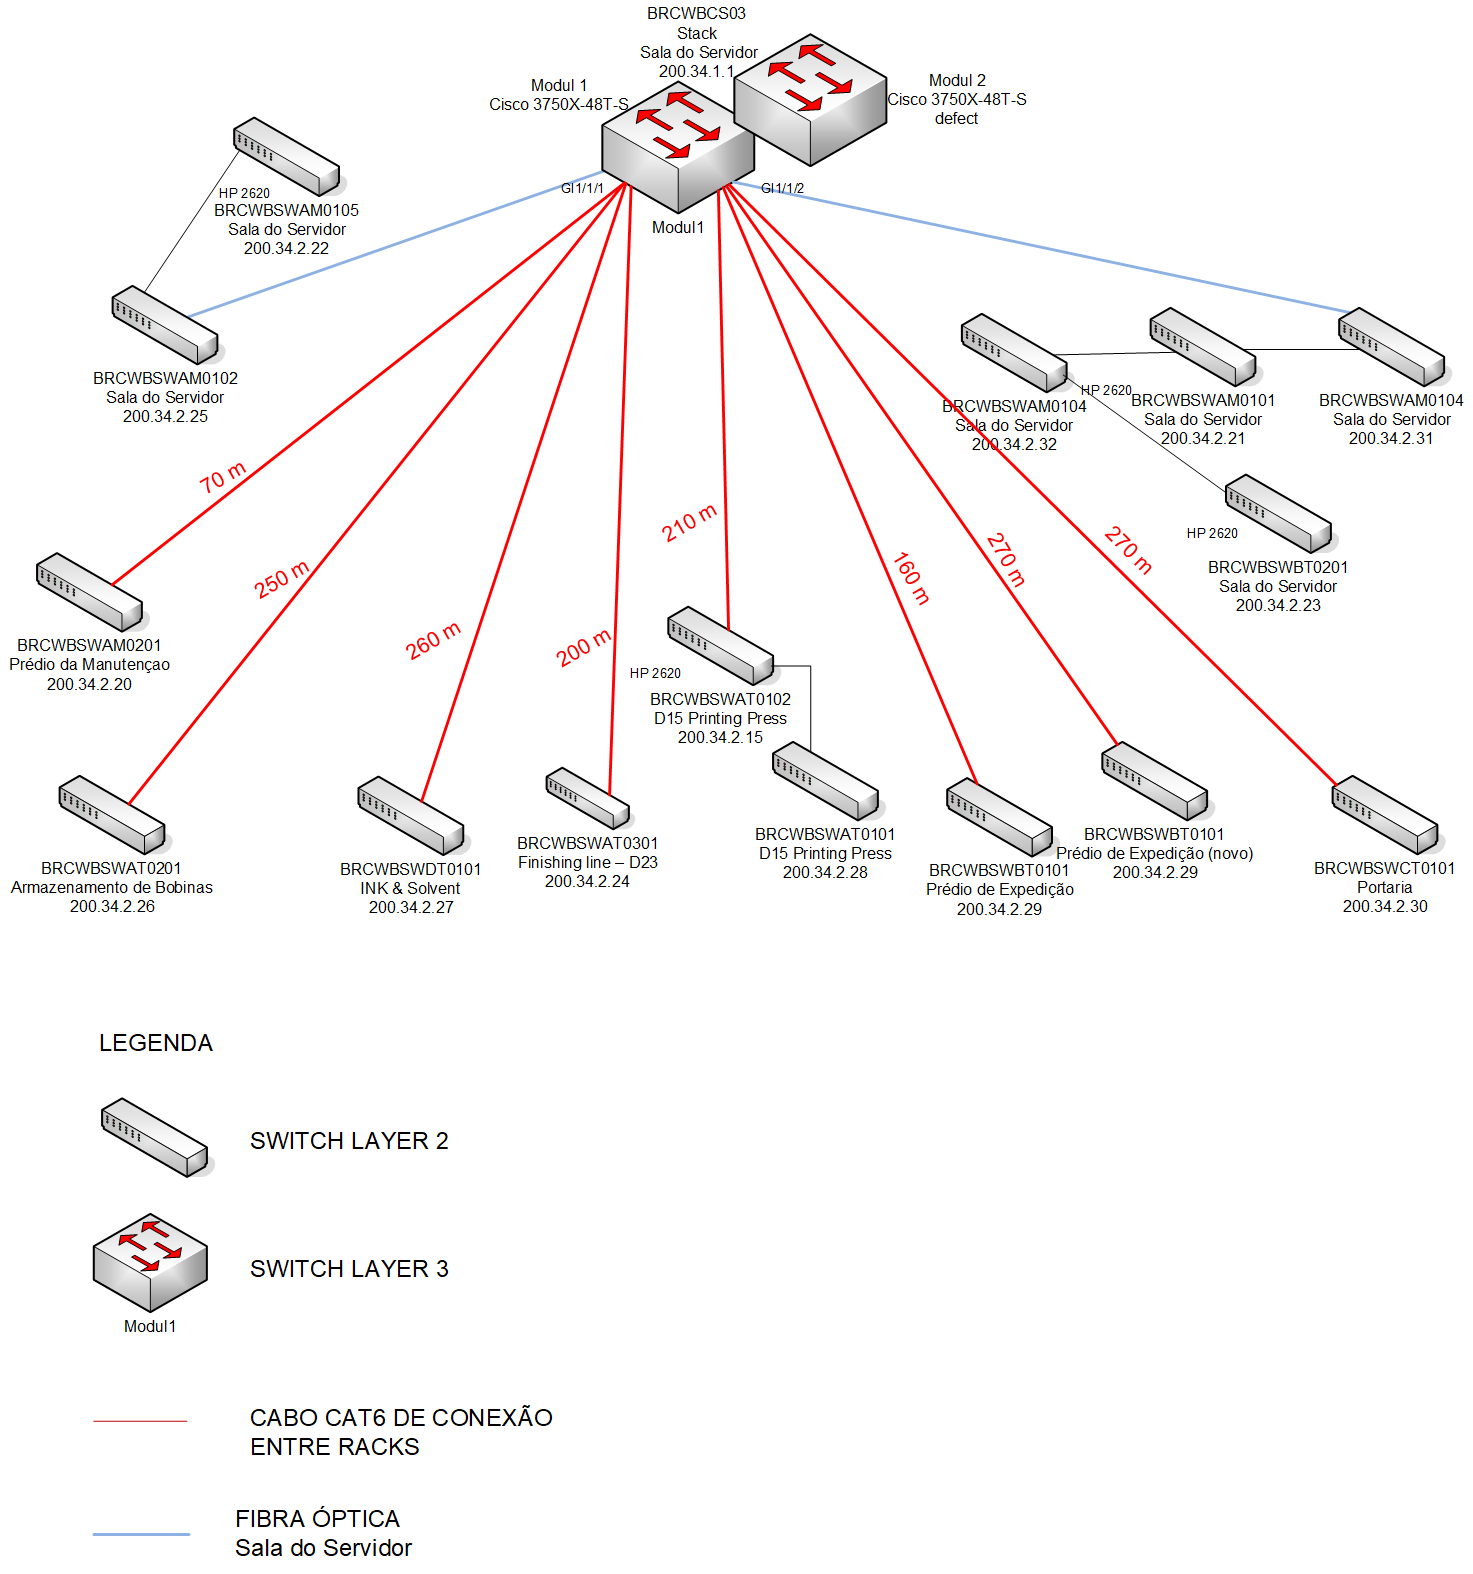 BRCWBCS03
Stack
Sala do Servidor
200.34.1.1
Modul 1
Cisco 3750X-48T-S
Modul 2
Cisco 3750X-48T-S
defect
GI1/1/1
GI1/1/2
Modul1
HP 2620
BRCWBSWAM0105
Sala do Servidor
200.34.2.22
BRCWBSWAM0102
Sala do Servidor
200.34.2.25
HP 2620
BRCWBSWAM0104
Sala do Servidor
200.34.2.32
BRCWBSWAM0101
Sala do Servidor
200.34.2.21
BRCWBSWAM0104
Sala do Servidor
200.34.2.31
HP 2620
BRCWBSWBT0201
Sala do Servidor
200.34.2.23
70 m
250 m
260 m
200 m
210 m
160 m
270 m
270 m
BRCWBSWAM0201
Prédio da Manutençao
200.34.2.20
HP 2620
BRCWBSWAT0102
D15 Printing Press
200.34.2.15
BRCWBSWAT0201
Armazenamento de Bobinas
200.34.2.26
BRCWBSWDT0101
INK & Solvent
200.34.2.27
BRCWBSWAT0301
Finishing line – D23
200.34.2.24
BRCWBSWAT0101
D15 Printing Press
200.34.2.28
BRCWBSWBT0101
Prédio de Expedição
200.34.2.29
BRCWBSWBT0101
Prédio de Expedição (novo)
200.34.2.29
BRCWBSWCT0101
Portaria
200.34.2.30
LEGENDA
SWITCH LAYER 2
SWITCH LAYER 3
Modul1
CABO CAT6 DE CONEXÃO
ENTRE RACKS
FIBRA ÓPTICA
Sala do Servidor